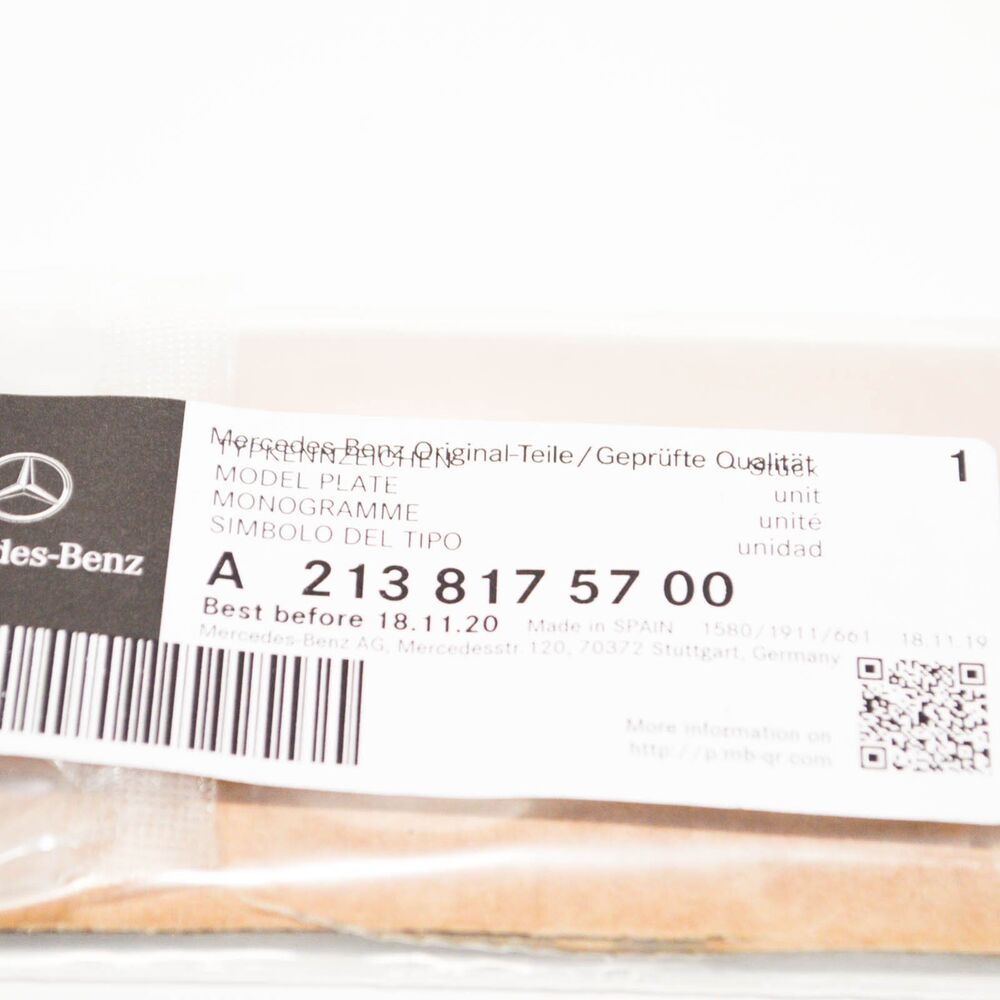 Mercedes-Benz Original-Teile/Geprüfte Qualität
TYPKENNZEICHEN Stück 1
MODEL PLATE unit
MONOGRAMME unité
SIMBOLO DEL TIPO unidad
des-Benz
A 213 817 57 00
Best before 18.11.20 Made in SPAIN 1580/1911/661 18.11.19
Mercedes-Benz AG, Mercedesstr. 120, 70372 Stuttgart, Germany
More information on
http://p.mb-qr.com